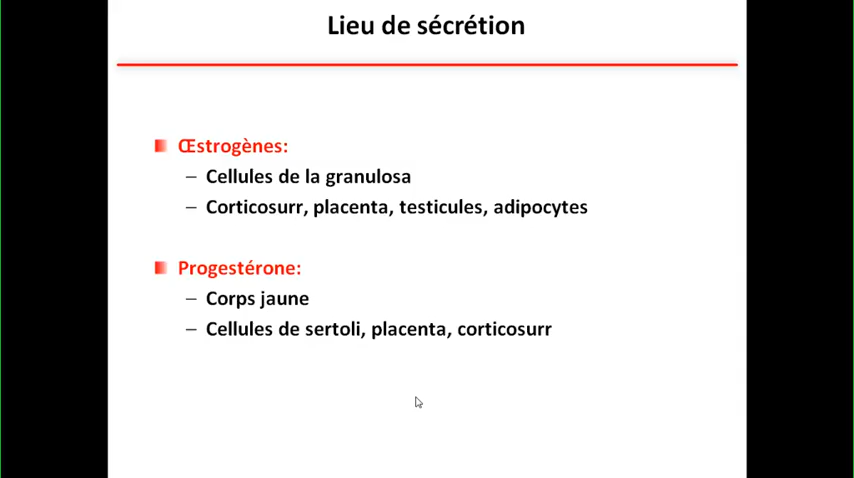 Lieu de sécrétion
Œstrogènes:
– Cellules de la granulosa
– Corticosurr, placenta, testicules, adipocytes
Progestérone:
– Corps jaune
– Cellules de sertoli, placenta, corticosurr